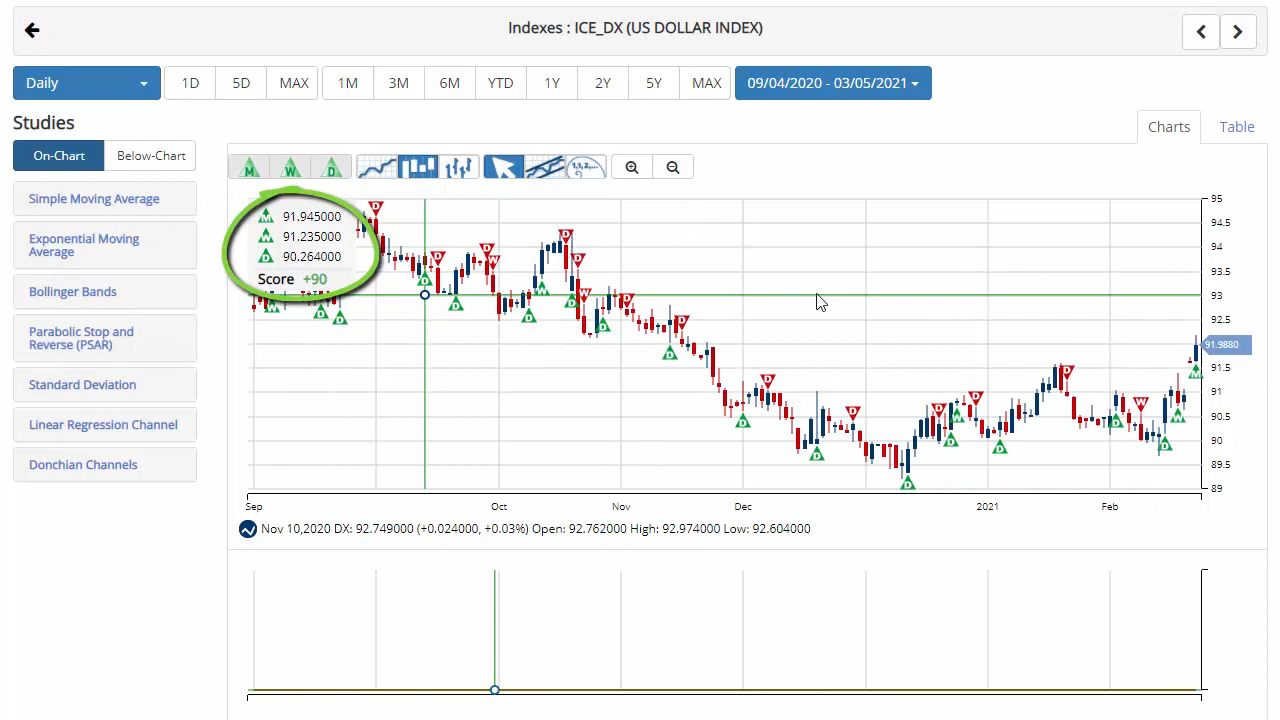 Indexes : ICE_DX (US DOLLAR INDEX)
Daily
1D 5D MAX 1M 3M 6M YTD 1Y 2Y 5Y MAX
09/04/2020 - 03/05/2021
Studies
Charts Table
On-Chart Below-Chart
M W D
Simple Moving Average
Exponential Moving
Average
Bollinger Bands
Parabolic Stop and
Reverse (PSAR)
Standard Deviation
Linear Regression Channel
Donchian Channels
M 91.945000
W 91.235000
D 90.264000
Score +90
95
94.5
94
93.5
93
92.5
91.9880
91.5
91
90.5
90
89.5
89
Sep Oct Nov Dec 2021 Feb
Nov 10,2020 DX: 92.749000 (+0.024000, +0.03%) Open: 92.762000 High: 92.974000 Low: 92.604000